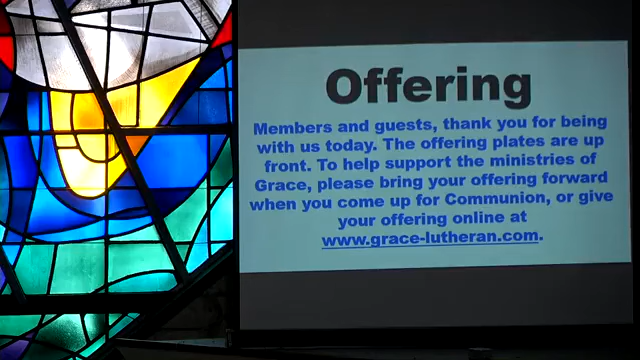 Offering
Members and guests, thank you for being
with us today. The offering plates are up
front. To help support the ministries of
Grace, please bring your offering forward
when you come up for Communion, or give
your offering online at
www.grace-lutheran.com.